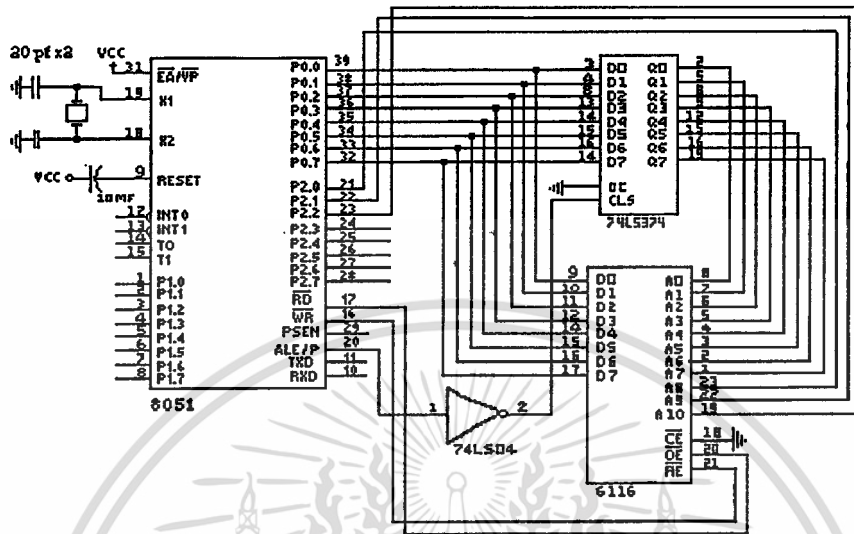 20 pf x2
VCC
31 EA/VP
19 X1
18 X2
VCC
9 RESET
10MF
12 INT0
13 INT1
14 T0
15 T1
1 P1.0
2 P1.1
3 P1.2
4 P1.3
5 P1.4
6 P1.5
7 P1.6
8 P1.7
8051
P0.0 39
P0.1 38
P0.2 37
P0.3 36
P0.4 35
P0.5 34
P0.6 33
P0.7 32
P2.0 21
P2.1 22
P2.2 23
P2.3 24
P2.4 25
P2.5 26
P2.6 27
P2.7 28
RD 17
WR 16
PSEN 29
ALE/P 20
TXD 11
RXD 10
1 2
74LS04
3 D0 Q0
D1 Q1
D2 Q2
13 D3 Q3
14 D4 Q4
15 D5 Q5
16 D6 Q6
14 D7 Q7
OE
CLS
74LS374
9 D0 A0 8
10 D1 A1 7
11 D2 A2 6
12 D3 A3 5
14 D4 A4 4
15 D5 A5 3
16 D6 A6 2
17 D7 A7 1
A8 23
A9 22
A10 19
CE 18
OE 20
RE 21
6116